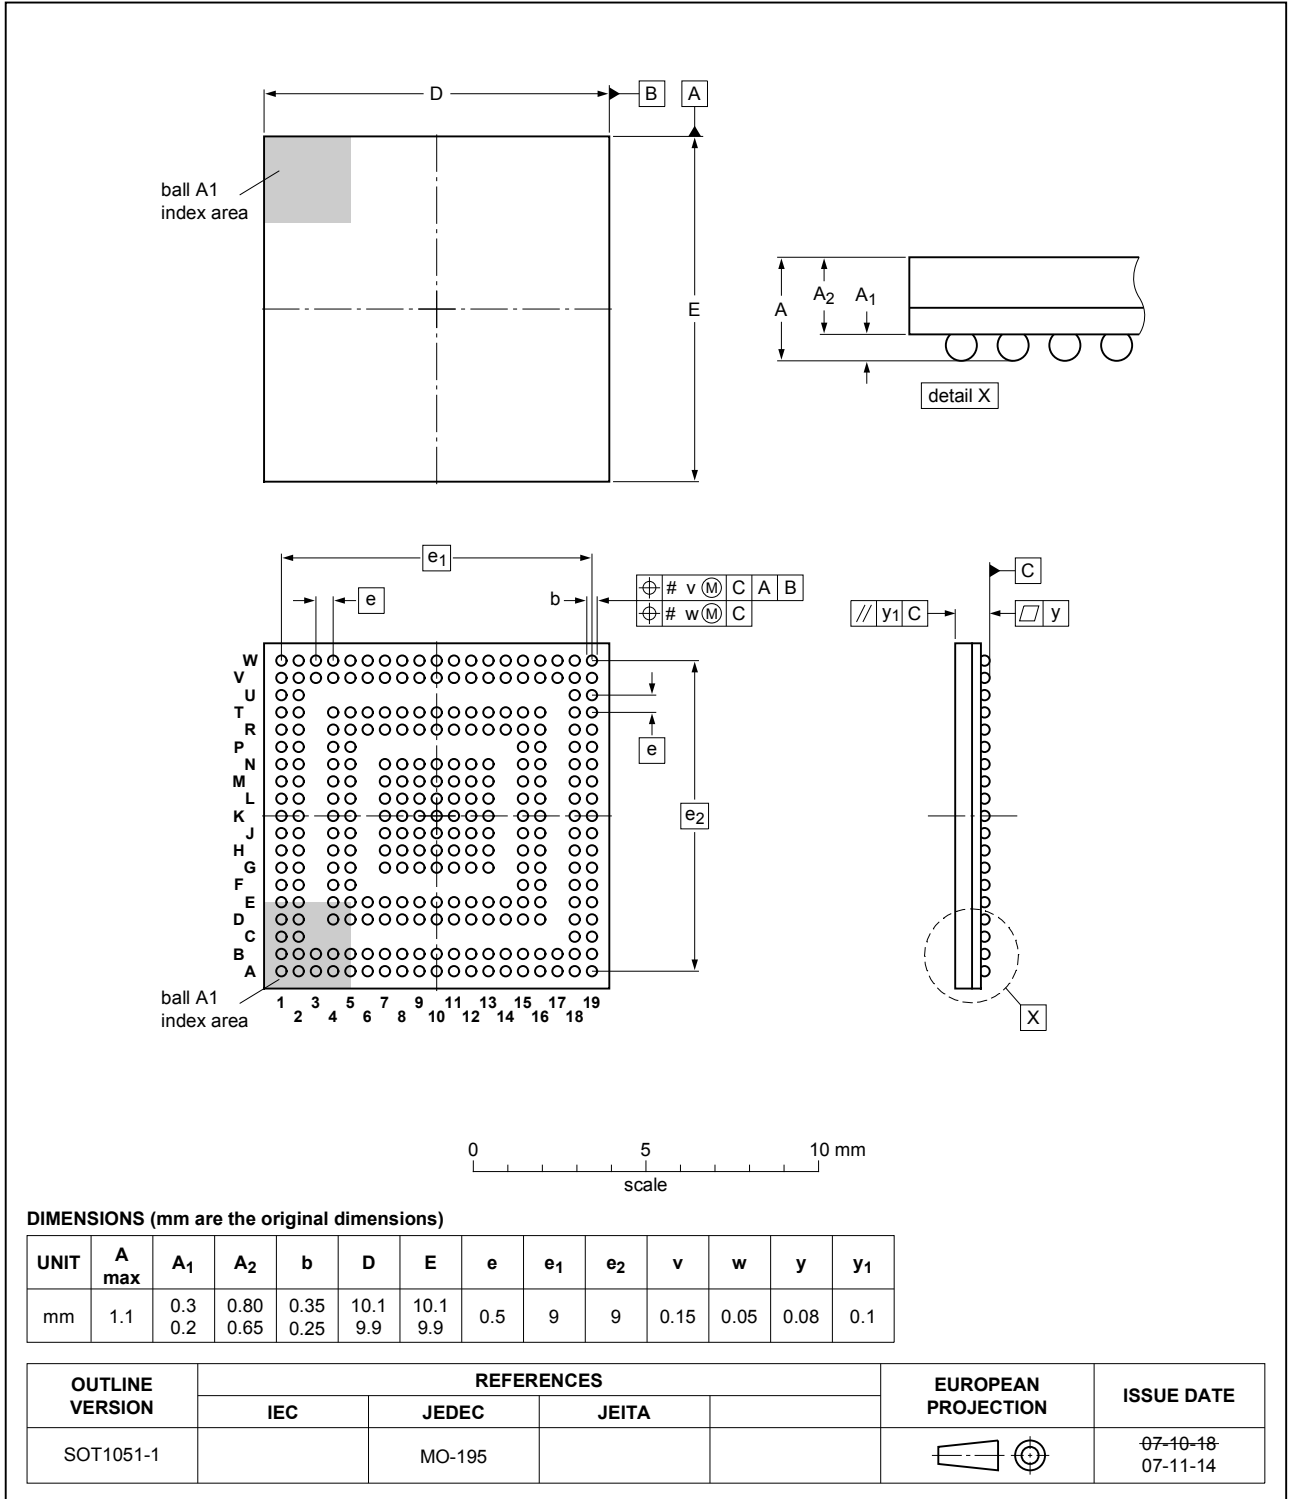 D
B
A
ball A1
index area
E
A
A2
A1
detail X
e1
e
b
# v M C A B
# w M C
C
// y1 C
y
W
V
U
T
R
P
N
M
L
K
J
H
G
F
E
D
C
B
A
e
e2
ball A1
index area
1 3 5 7 9 11 13 15 17 19
2 4 6 8 10 12 14 16 18
X
0 5 10 mm
scale
DIMENSIONS (mm are the original dimensions)
UNIT A max A1 A2 b D E e e1 e2 v w y y1
mm 1.1 0.3 0.2 0.80 0.65 0.35 0.25 10.1 9.9 10.1 9.9 0.5 9 9 0.15 0.05 0.08 0.1
OUTLINE VERSION REFERENCES EUROPEAN PROJECTION ISSUE DATE
IEC JEDEC JEITA
SOT1051-1 MO-195 07-10-18
07-11-14